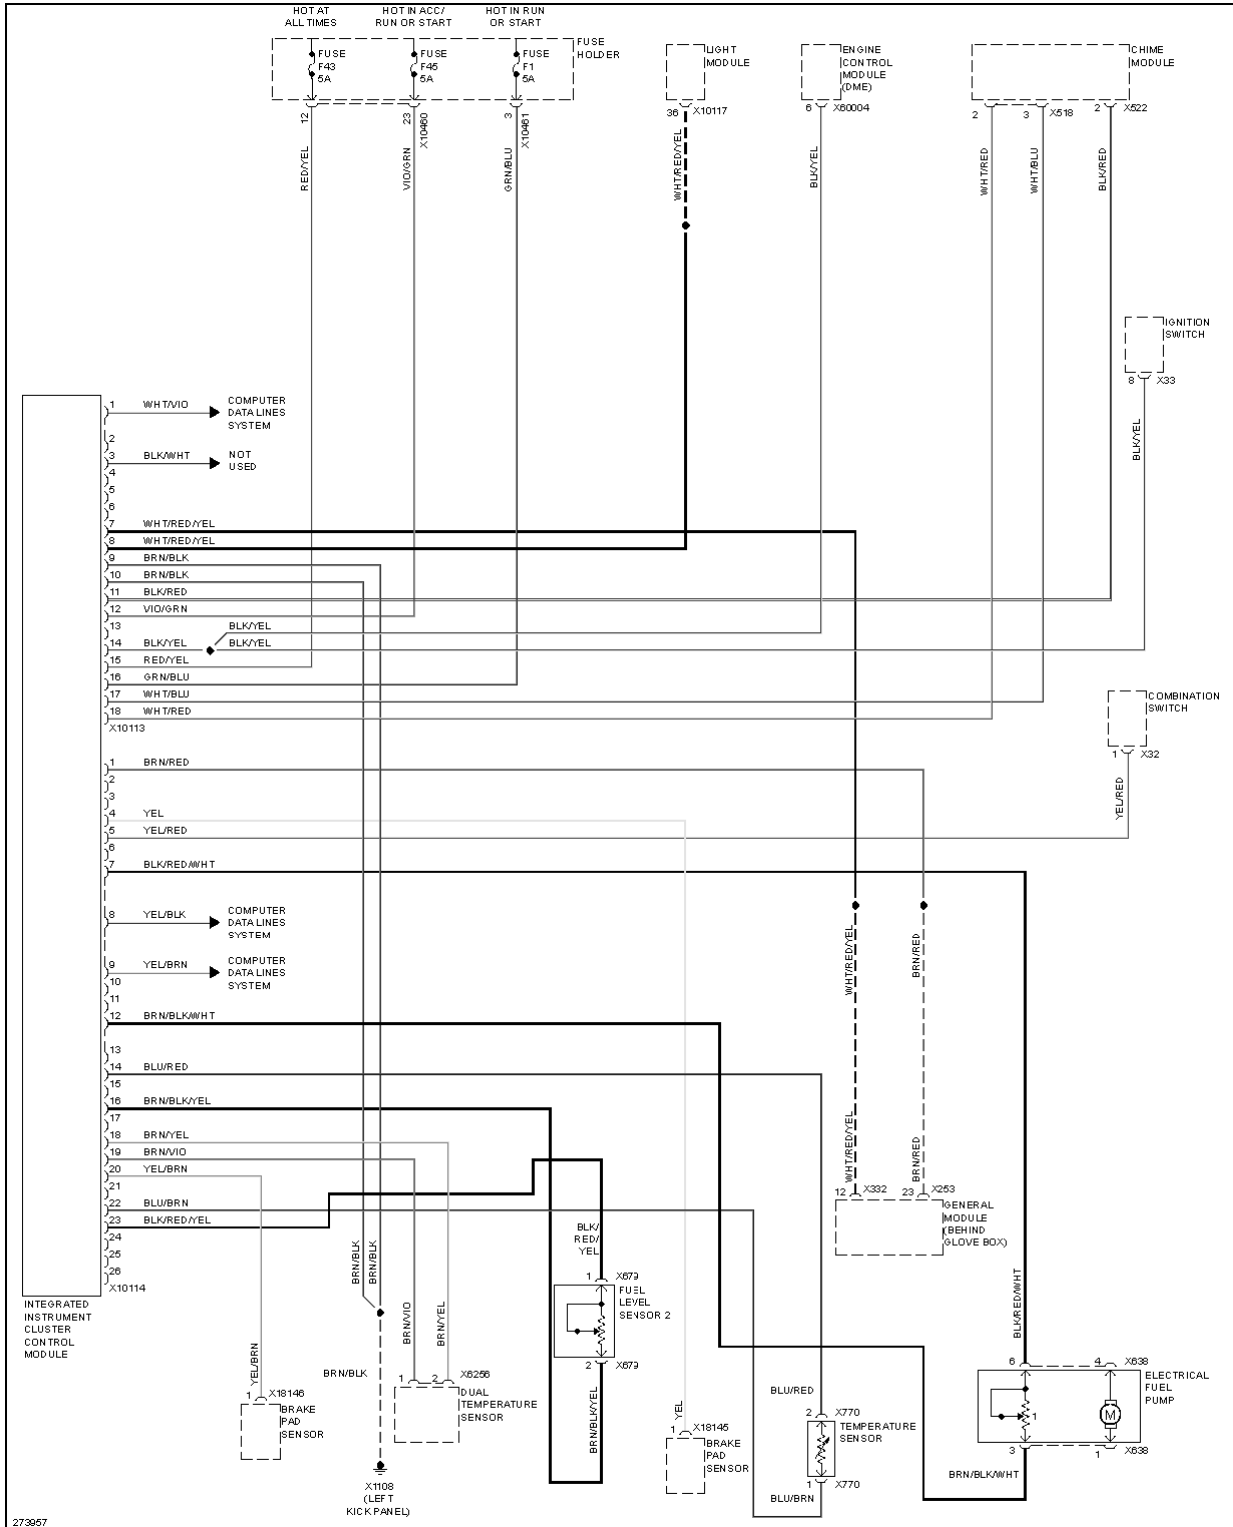 HOT AT
ALL TIMES
HOT IN ACC/
RUN OR START
HOT IN RUN
OR START
FUSE
F43
5A
FUSE
F45
5A
FUSE
F1
5A
FUSE
HOLDER
LIGHT
MODULE
ENGINE
CONTROL
MODULE
(DME)
CHIME
MODULE
12
23
X10460
3
X10461
36 X10117
6 X60004
2
3 X518
2 X522
RED/YEL
VIO/GRN
GRN/BLU
WHT/RED/YEL
BLK/YEL
WHT/RED
WHT/BLU
BLK/RED
IGNITION
SWITCH
8 X33
BLK/YEL
1 WHT/VIO
COMPUTER
DATA LINES
SYSTEM
2
3 BLK/WHT
NOT
USED
4
5
6
7 WHT/RED/YEL
8 WHT/RED/YEL
9 BRN/BLK
10 BRN/BLK
11 BLK/RED
12 VIO/GRN
13
BLK/YEL
14 BLK/YEL
BLK/YEL
15 RED/YEL
16 GRN/BLU
17 WHT/BLU
18 WHT/RED
X10113
COMBINATION
SWITCH
1 X32
YEL/RED
1 BRN/RED
2
3
4 YEL
5 YEL/RED
6
7 BLK/RED/WHT
8 YEL/BLK
COMPUTER
DATA LINES
SYSTEM
9 YEL/BRN
COMPUTER
DATA LINES
SYSTEM
10
11
12 BRN/BLK/WHT
13
14 BLU/RED
15
16 BRN/BLK/YEL
17
18 BRN/YEL
19 BRN/VIO
20 YEL/BRN
21
22 BLU/BRN
23 BLK/RED/YEL
24
25
26
X10114
INTEGRATED
INSTRUMENT
CLUSTER
CONTROL
MODULE
WHT/RED/YEL
BRN/RED
WHT/RED/YEL
BRN/RED
12 X332
23 X253
GENERAL
MODULE
(BEHIND
GLOVE BOX)
BLK/
RED/
YEL
1 X679
FUEL
LEVEL
SENSOR 2
2 X679
BRN/BLK/YEL
BRN/BLK
BRN/BLK
BRN/VIO
BRN/YEL
BRN/BLK
YEL/BRN
1 X18146
BRAKE
PAD
SENSOR
1
2 X6256
DUAL
TEMPERATURE
SENSOR
X1108
(LEFT
KICK PANEL)
YEL
1 X18145
BRAKE
PAD
SENSOR
BLU/RED
2 X770
TEMPERATURE
SENSOR
1 X770
BLU/BRN
BLK/RED/WHT
6
4 X638
ELECTRICAL
FUEL
PUMP
1
M
3
1
X638
BRN/BLK/WHT
273957